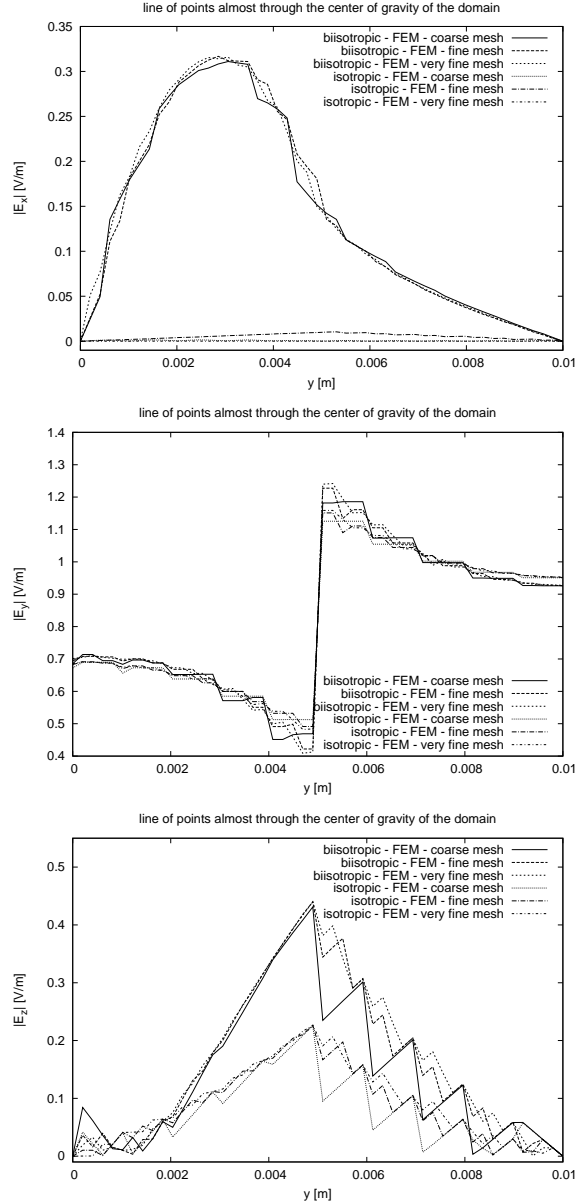 line of points almost through the center of gravity of the domain
biisotropic - FEM - coarse mesh
biisotropic - FEM - fine mesh
biisotropic - FEM - very fine mesh
isotropic - FEM - coarse mesh
isotropic - FEM - fine mesh
isotropic - FEM - very fine mesh
0.35
0.3
0.25
0.2
0.15
0.1
0.05
0
|Ex| [V/m]
0 0.002 0.004 0.006 0.008 0.01
y [m]
line of points almost through the center of gravity of the domain
1.4
1.3
1.2
1.1
1
0.9
0.8
0.7
0.6
0.5
0.4
|Ey| [V/m]
biisotropic - FEM - coarse mesh
biisotropic - FEM - fine mesh
biisotropic - FEM - very fine mesh
isotropic - FEM - coarse mesh
isotropic - FEM - fine mesh
isotropic - FEM - very fine mesh
0 0.002 0.004 0.006 0.008 0.01
y [m]
line of points almost through the center of gravity of the domain
biisotropic - FEM - coarse mesh
biisotropic - FEM - fine mesh
biisotropic - FEM - very fine mesh
isotropic - FEM - coarse mesh
isotropic - FEM - fine mesh
isotropic - FEM - very fine mesh
0.5
0.4
0.3
0.2
0.1
0
|Ez| [V/m]
0 0.002 0.004 0.006 0.008 0.01
y [m]